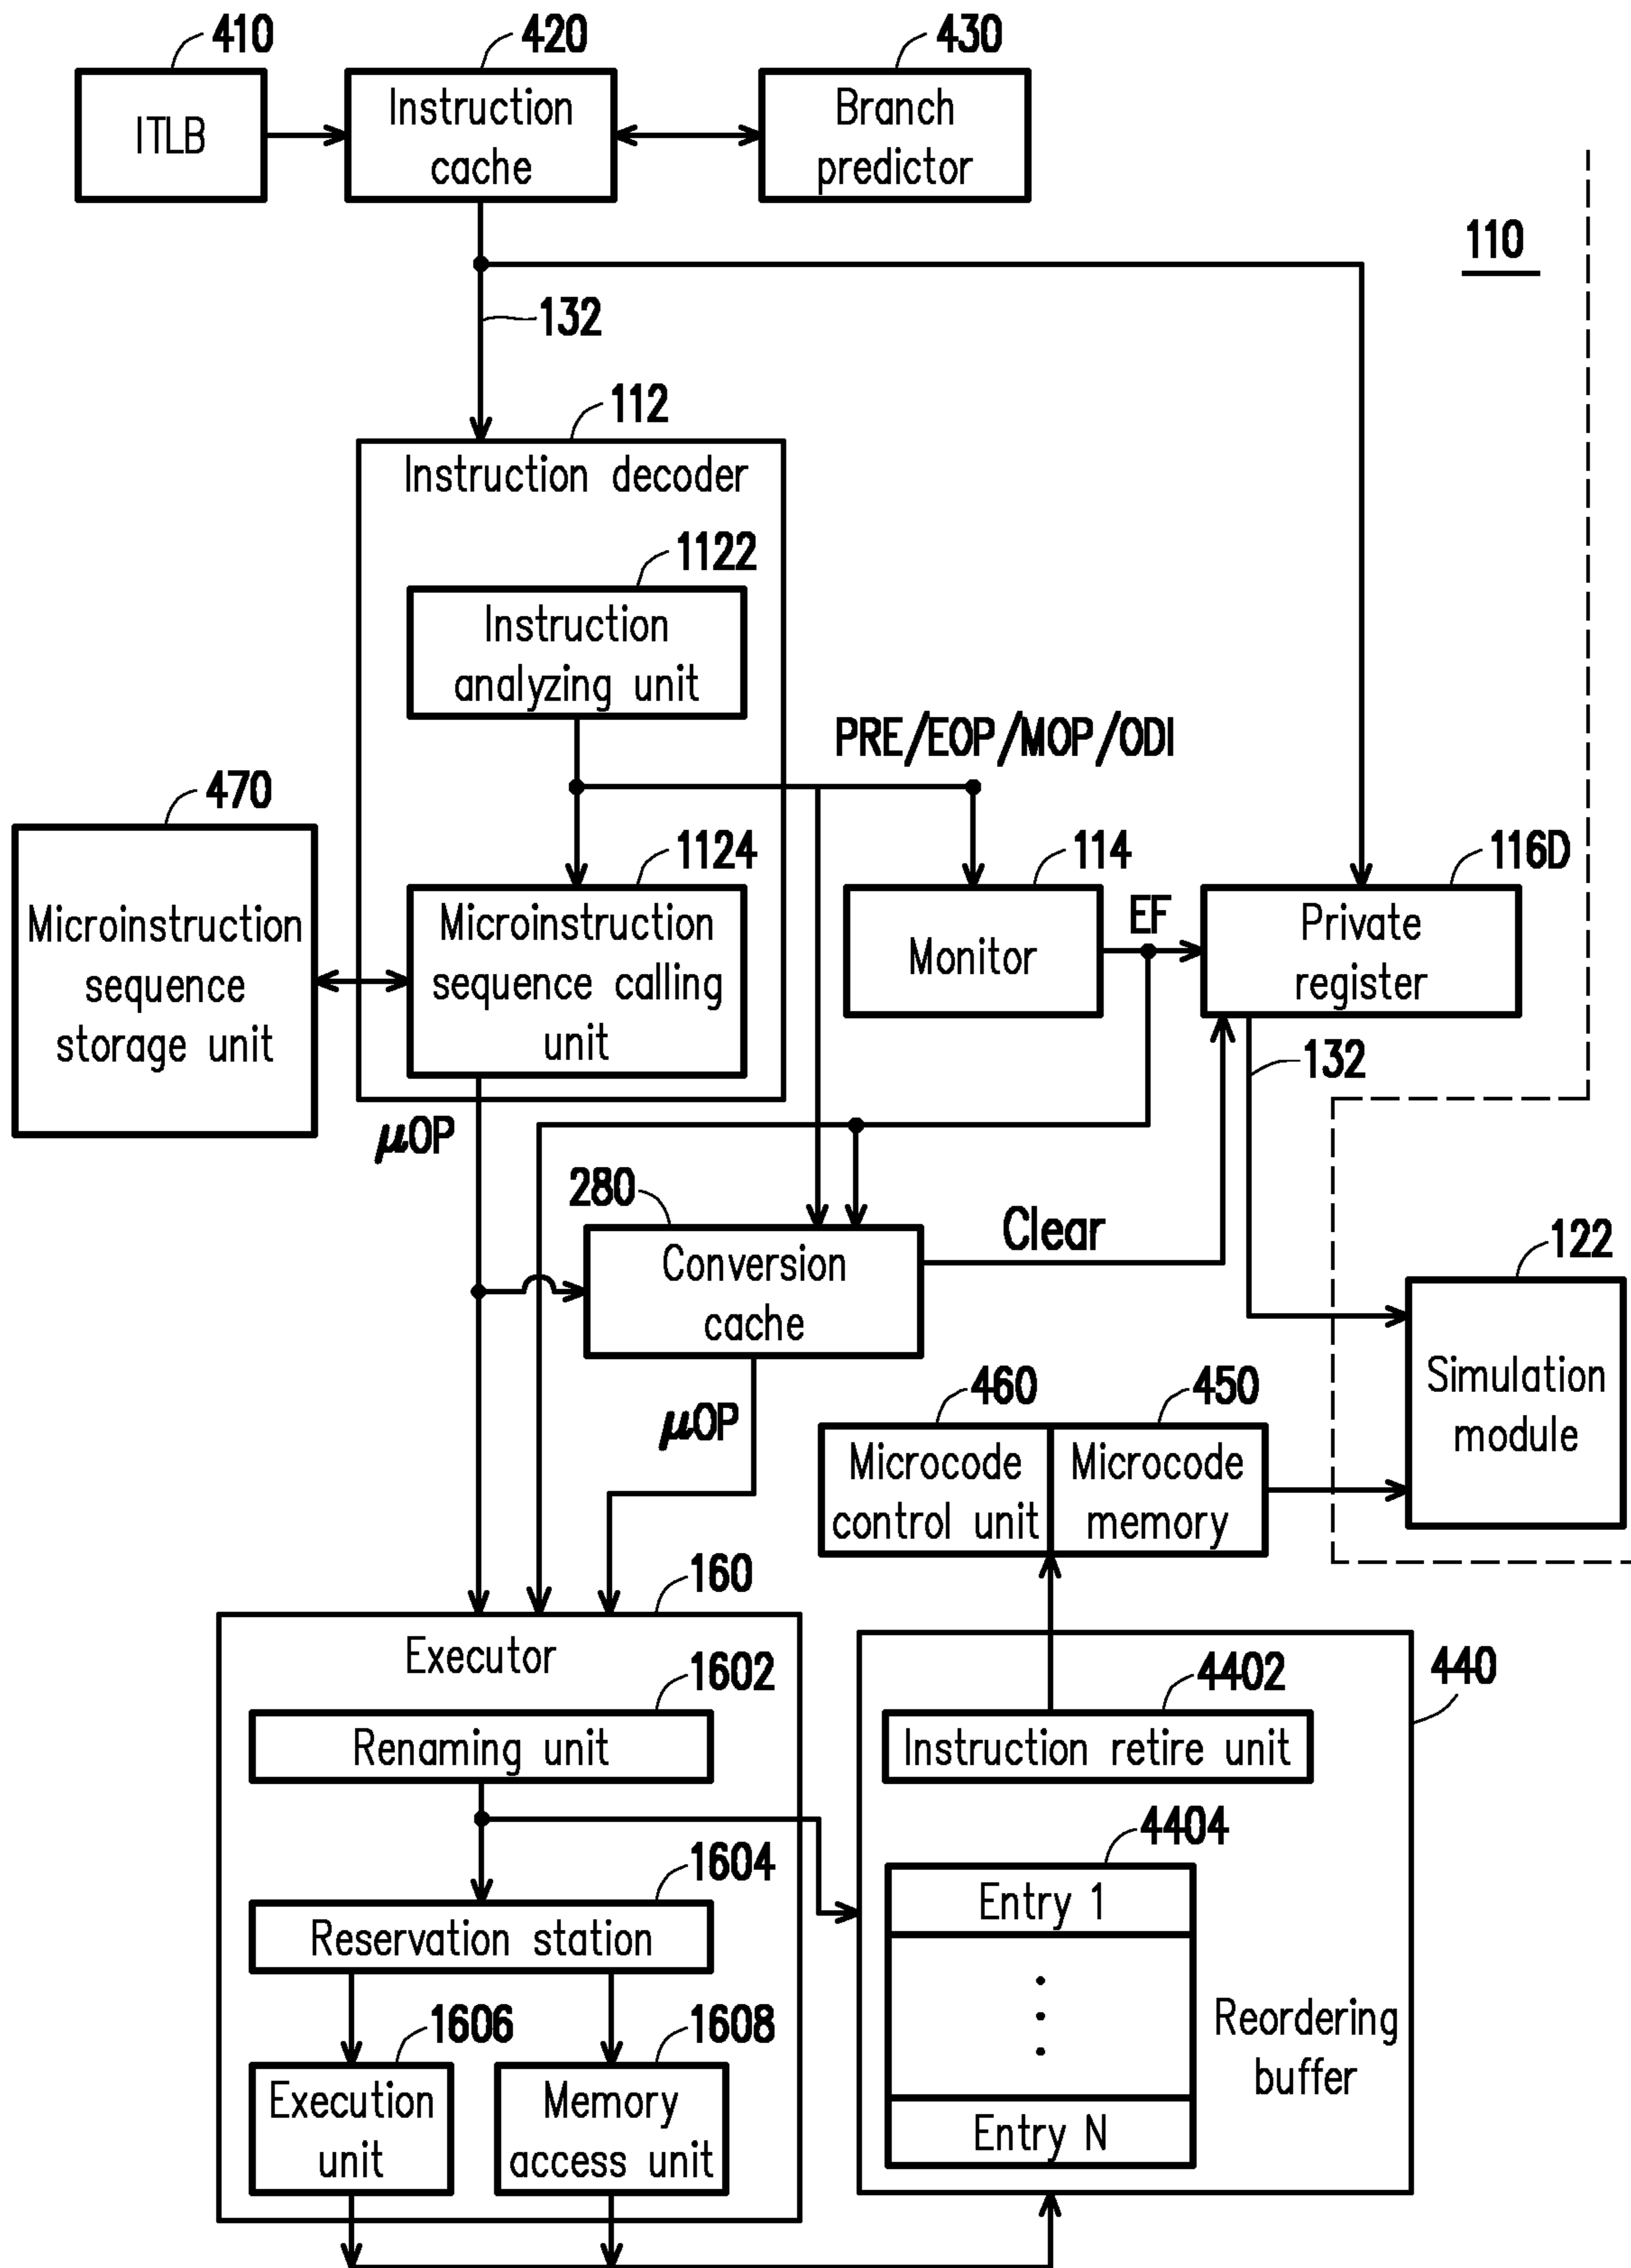 410
420
430
ITLB
Instruction
cache
Branch
predictor
110
132
112
Instruction decoder
1122
Instruction
analyzing unit
PRE/EOP/MOP/ODI
470
1124
114
116D
Microinstruction
sequence
storage unit
Microinstruction
sequence calling
unit
Monitor
EF
Private
register
132
μOP
280
Clear
122
Conversion
cache
Simulation
module
μOP
460
450
Microcode
control unit
Microcode
memory
160
Executor
440
1602
4402
Renaming unit
Instruction retire unit
4404
1604
Entry 1
Reservation station
Reordering
buffer
1606
1608
Execution
unit
Memory
access unit
Entry N